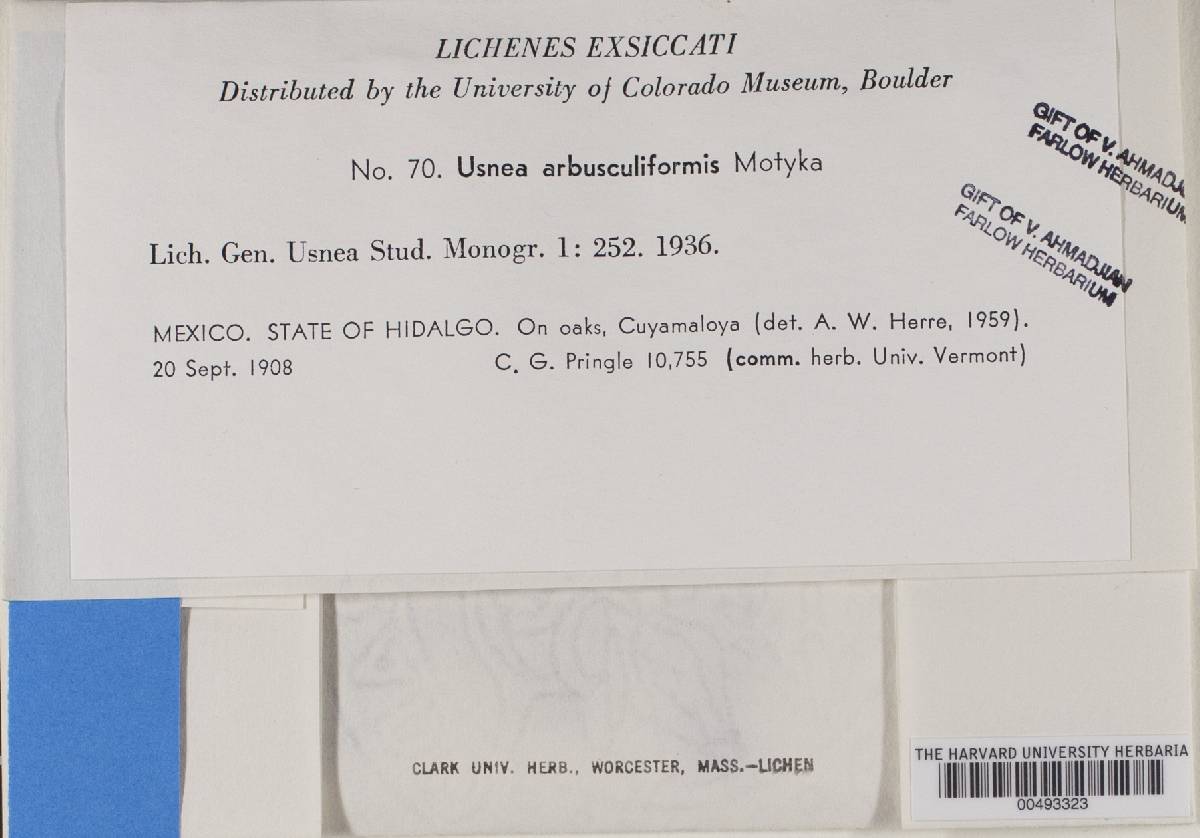 LICHENES EXSICCATI
Distributed by the University of Colorado Museum, Boulder
No. 70. Usnea arbusculiformis Motyka
Lich. Gen. Usnea Stud. Monogr. 1: 252. 1936.
MEXICO. STATE OF HIDALGO. On oaks, Cuyamaloya (det. A. W. Herre, 1959).
20 Sept. 1908 C. G. Pringle 10,755 (comm. herb. Univ. Vermont)
GIFT OF V. AHMADJI
FARLOW HERBARIUM
GIFT OF V. AHMADJIAN
FARLOW HERBARIUM
CLARK UNIV. HERB., WORCESTER, MASS.—LICHEN
THE HARVARD UNIVERSITY HERBARIA
00493323